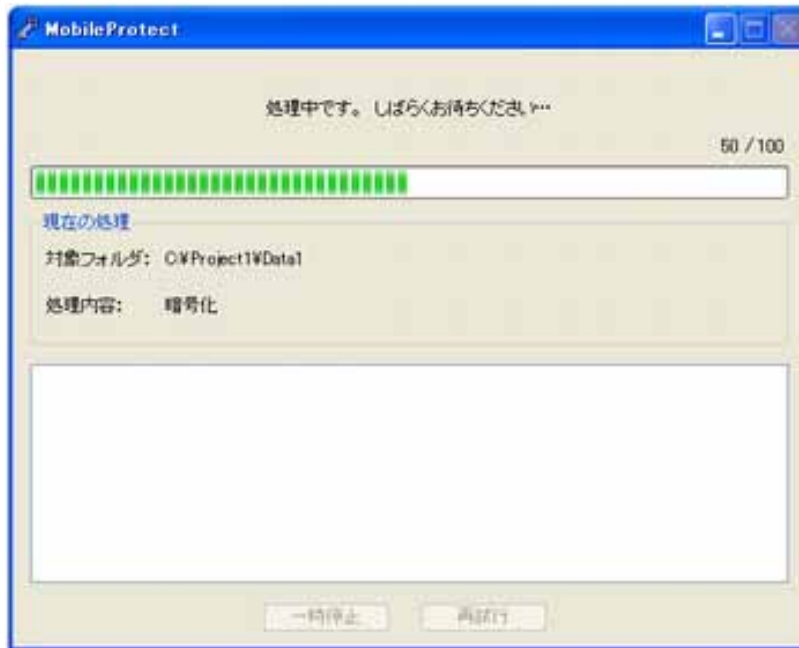 MobileProtect
処理中です。しばらくお待ちください…
50 / 100
現在の処理
対象フォルダ: C:¥Project1¥Data1
処理内容: 暗号化
一時停止 再試行